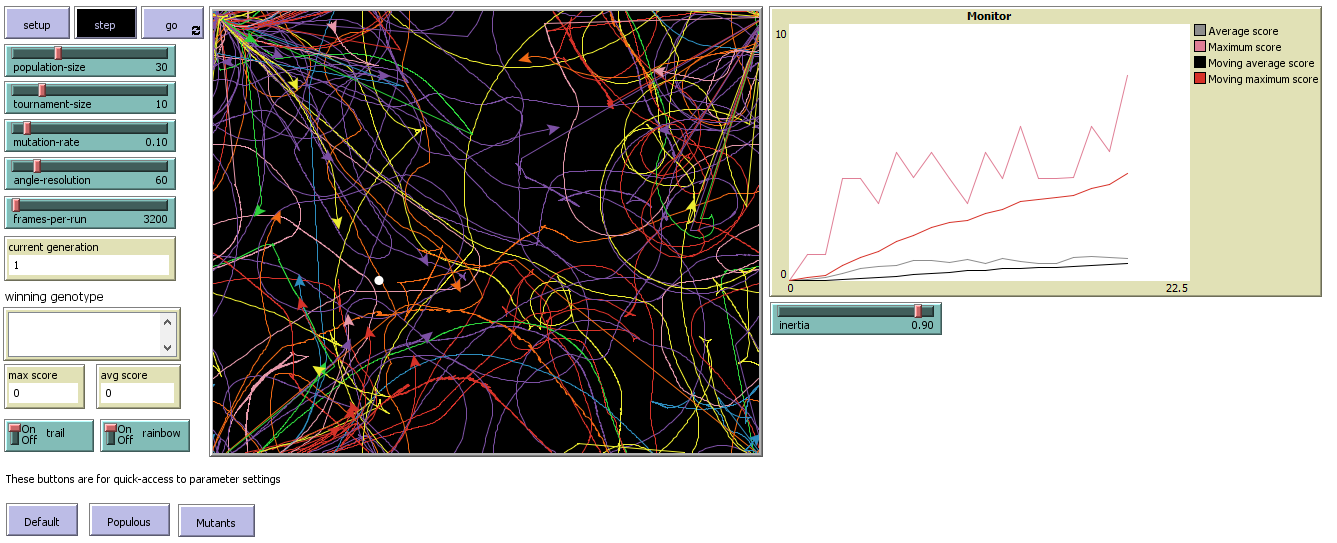 setup
step
go
population-size 30
tournament-size 10
mutation-rate 0.10
angle-resolution 60
frames-per-run 3200
current generation
1
winning genotype
max score
0
avg score
0
On
Off
trail
On
Off
rainbow
These buttons are for quick-access to parameter settings
Default
Populous
Mutants
Monitor
10
0
0
22.5
Average score
Maximum score
Moving average score
Moving maximum score
inertia 0.90